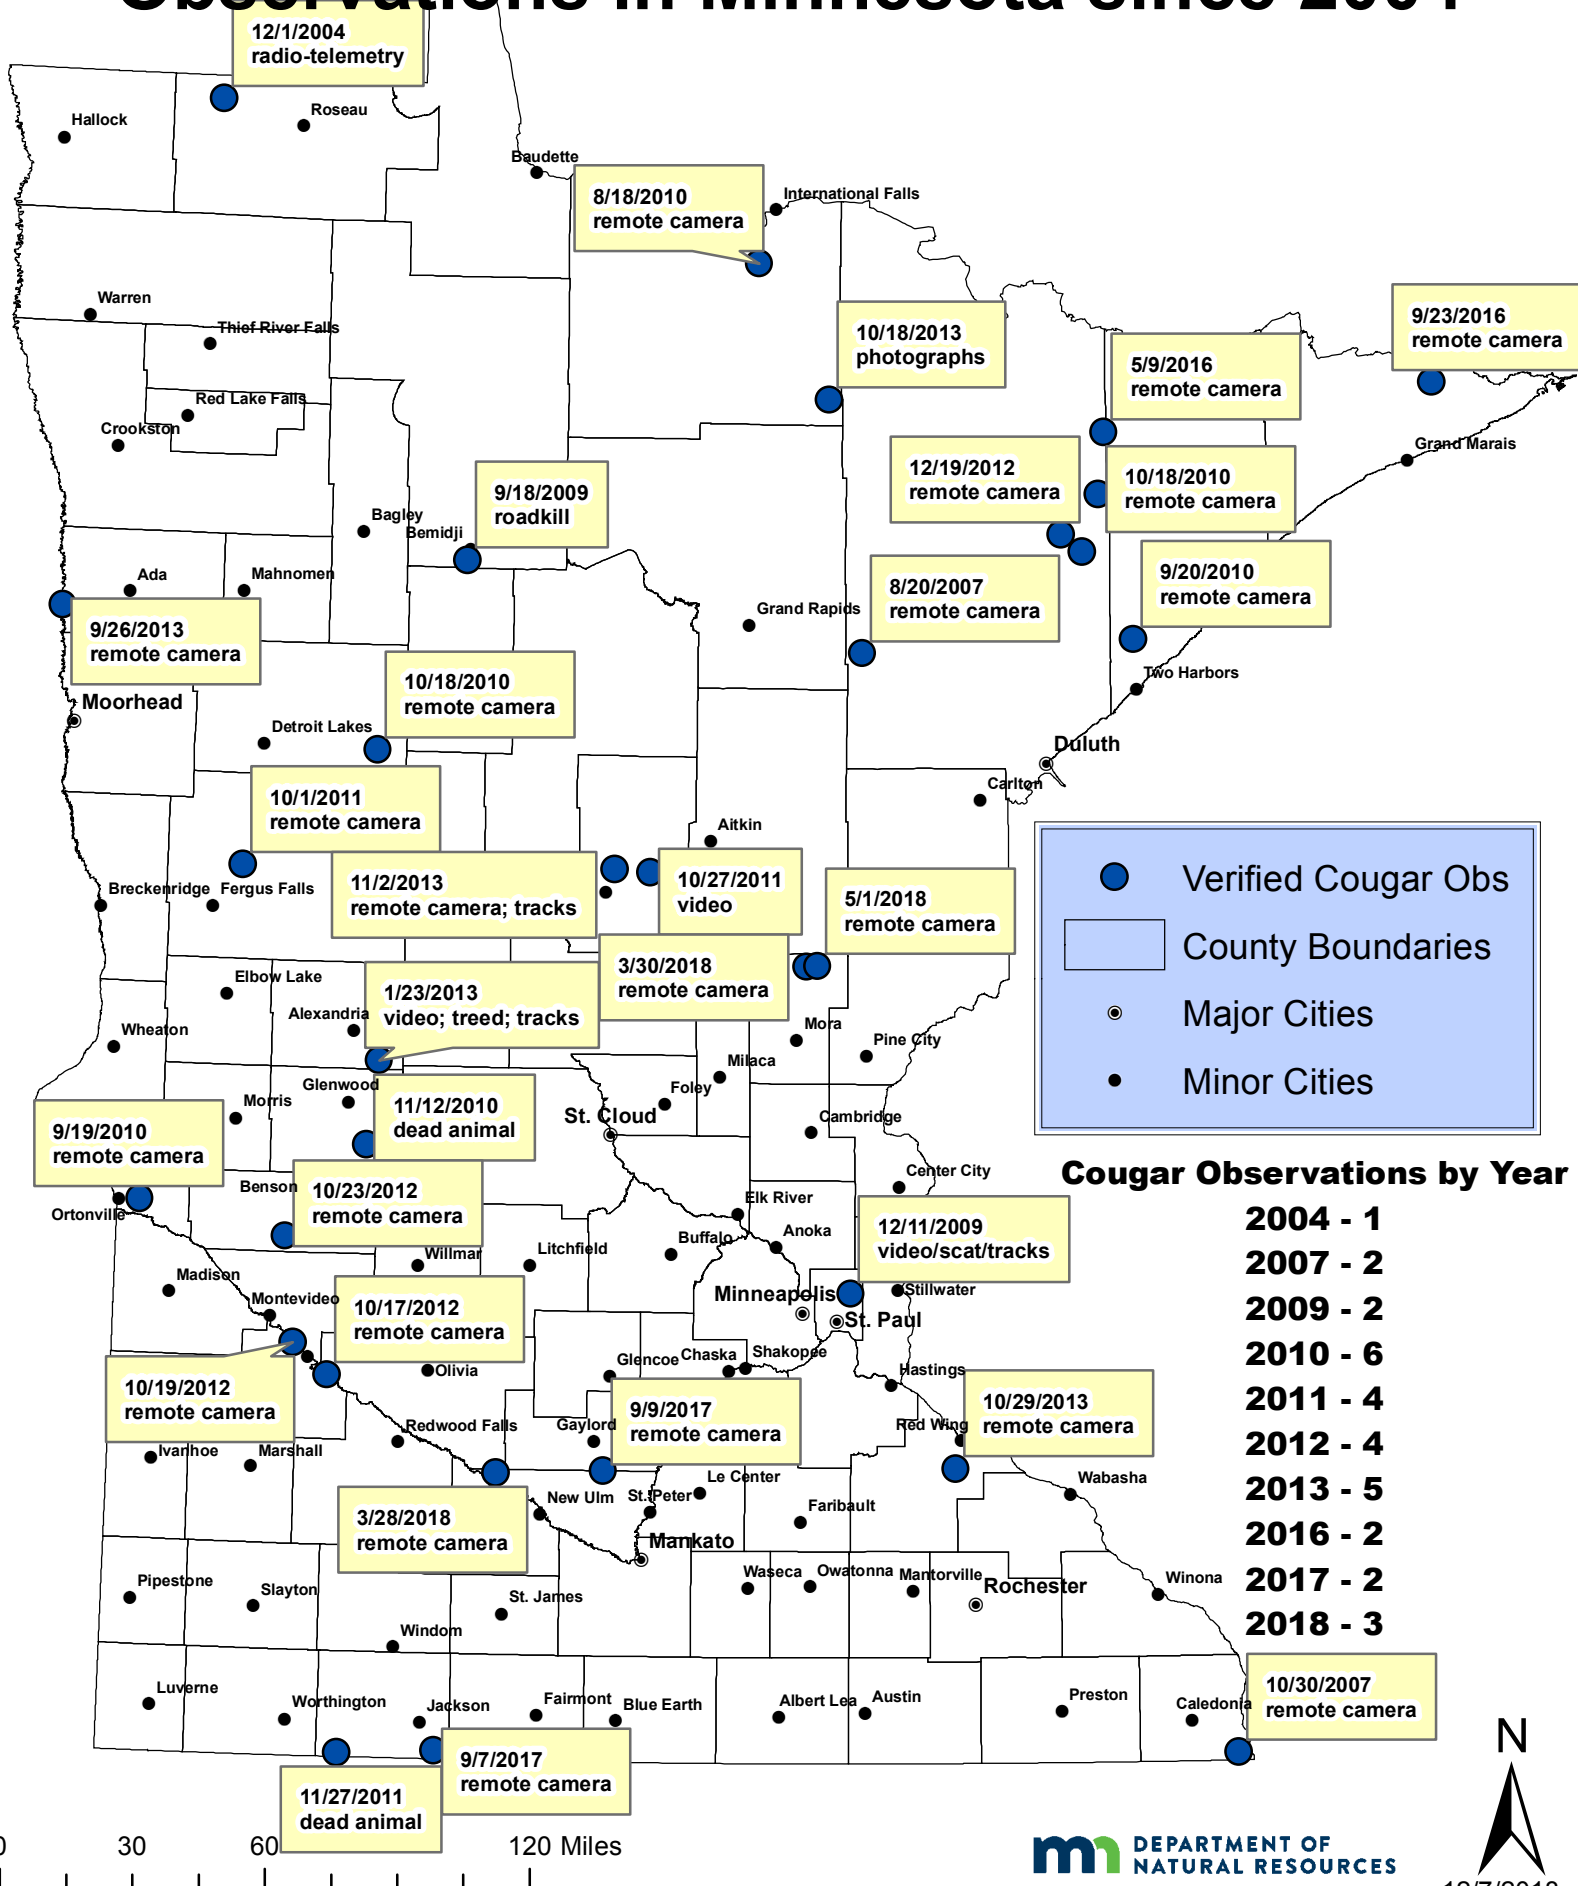 Observations in Minnesota since 2004
12/1/2004
radio-telemetry
Hallock
Roseau
Baudette
8/18/2010
remote camera
International Falls
Warren
Thief River Falls
10/18/2013
photographs
9/23/2016
remote camera
5/9/2016
remote camera
Red Lake Falls
Crookston
Grand Marais
12/19/2012
remote camera
10/18/2010
remote camera
9/18/2009
roadkill
Bagley
Bemidji
Ada
Mahnomen
8/20/2007
remote camera
9/20/2010
remote camera
Grand Rapids
9/26/2013
remote camera
Two Harbors
Moorhead
10/18/2010
remote camera
Detroit Lakes
Duluth
Carlton
10/1/2011
remote camera
Aitkin
Breckenridge
Fergus Falls
11/2/2013
remote camera; tracks
10/27/2011
video
5/1/2018
remote camera
Verified Cougar Obs
County Boundaries
Major Cities
Minor Cities
3/30/2018
remote camera
Elbow Lake
1/23/2013
video; treed; tracks
Alexandria
Wheaton
Mora
Pine City
Milaca
Foley
Glenwood
Morris
11/12/2010
dead animal
St. Cloud
Cambridge
9/19/2010
remote camera
Center City
Cougar Observations by Year
2004 - 1
2007 - 2
2009 - 2
2010 - 6
2011 - 4
2012 - 4
2013 - 5
2016 - 2
2017 - 2
2018 - 3
Benson
10/23/2012
remote camera
Ortonville
Elk River
Anoka
Buffalo
12/11/2009
video/scat/tracks
Willmar
Litchfield
Madison
Montevideo
Minneapolis
Stillwater
St. Paul
10/17/2012
remote camera
Olivia
Glencoe
Chaska
Shakopee
Hastings
10/19/2012
remote camera
9/9/2017
remote camera
10/29/2013
remote camera
Redwood Falls
Gaylord
Red Wing
Ivanhoe
Marshall
Le Center
Wabasha
New Ulm
St. Peter
Faribault
3/28/2018
remote camera
Mankato
Pipestone
Slayton
St. James
Waseca
Owatonna
Mantorville
Rochester
Winona
Windom
Luverne
Worthington
Jackson
Fairmont
Blue Earth
Albert Lea
Austin
Preston
Caledonia
10/30/2007
remote camera
9/7/2017
remote camera
11/27/2011
dead animal
0 30 60 120 Miles
N
mn DEPARTMENT OF
NATURAL RESOURCES
12/7/2018